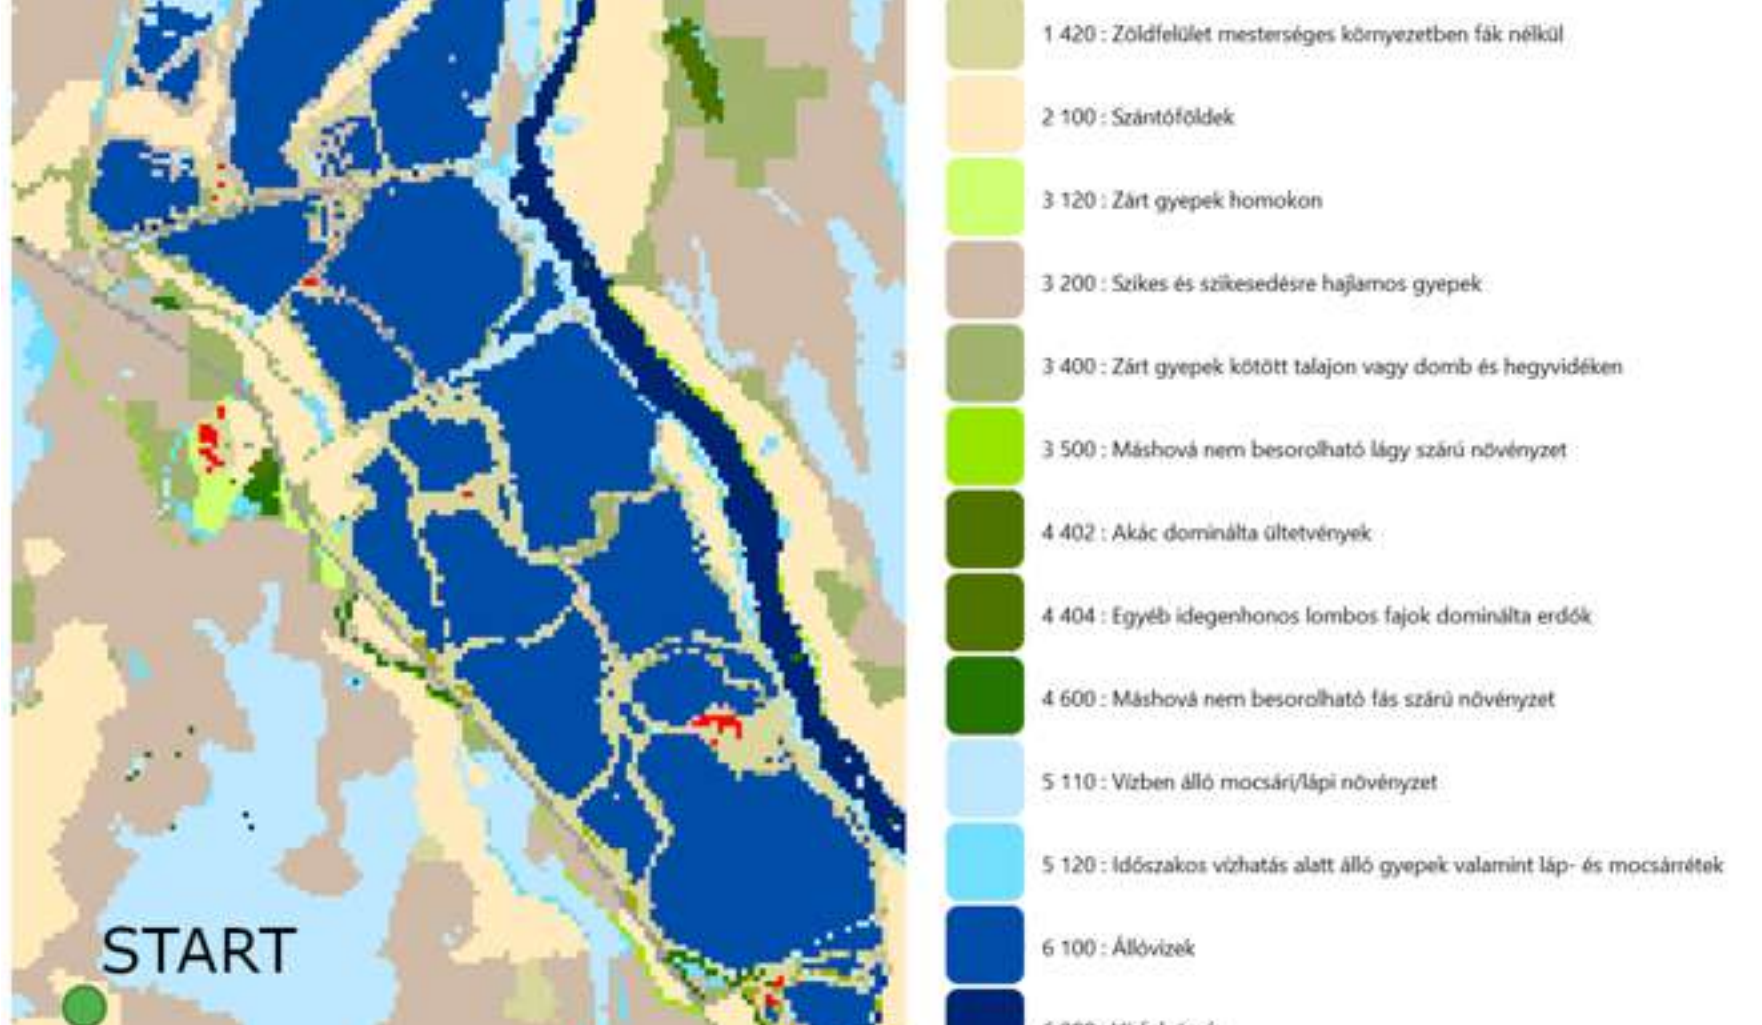 1 420 : Zöldfelület mesterséges környezetben fák nélkül
2 100 : Szántóföldek
3 120 : Zárt gyepek homokon
3 200 : Szikes és szikesedésre hajlamos gyepek
3 400 : Zárt gyepek kötött talajon vagy domb és hegyvidéken
3 500 : Máshová nem besorolható lágy szárú növényzet
4 402 : Akác dominálta ültetvények
4 404 : Egyéb idegenhonos lombos fajok dominálta erdők
4 600 : Máshová nem besorolható fás szárú növényzet
5 110 : Vízben álló mocsári/lápi növényzet
5 120 : Időszakos vízhatás alatt álló gyepek valamint láp- és mocsárrétek
6 100 : Állóvizek
START